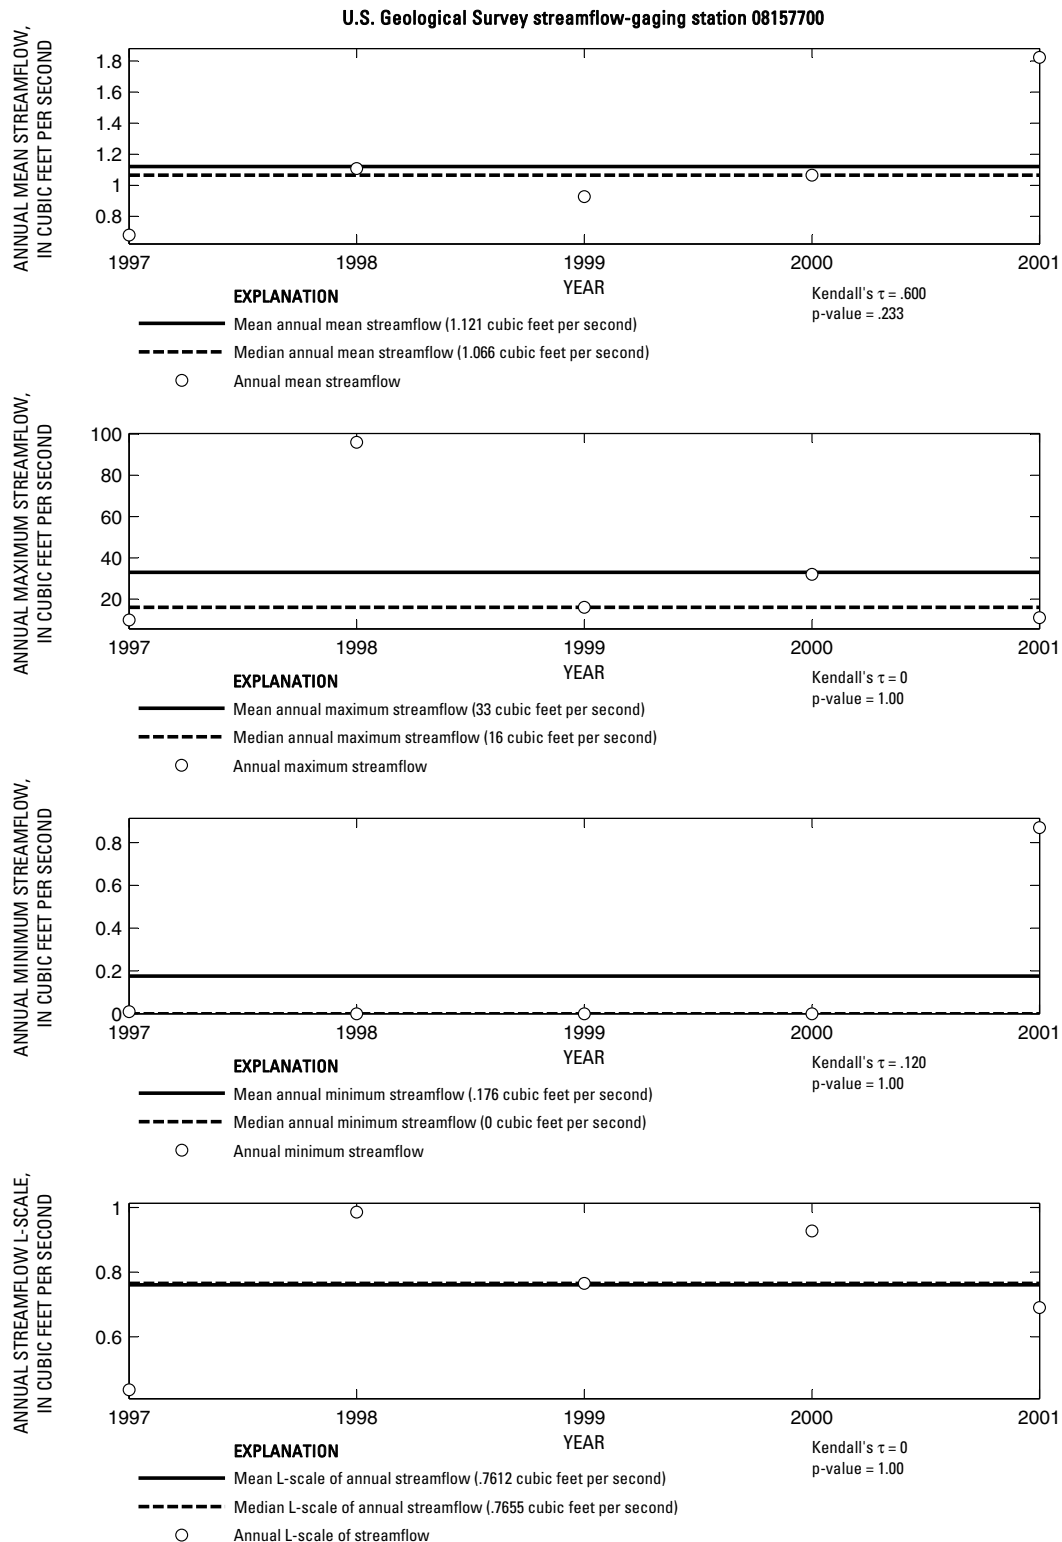 U.S. Geological Survey streamflow-gaging station 08157700
ANNUAL MEAN STREAMFLOW,
IN CUBIC FEET PER SECOND
1.8
1.6
1.4
1.2
1
0.8
1997
1998
1999
2000
2001
YEAR
Kendall's τ = .600
p-value = .233
EXPLANATION
Mean annual mean streamflow (1.121 cubic feet per second)
Median annual mean streamflow (1.066 cubic feet per second)
Annual mean streamflow
ANNUAL MAXIMUM STREAMFLOW,
IN CUBIC FEET PER SECOND
100
80
60
40
20
1997
1998
1999
2000
2001
YEAR
Kendall's τ = 0
p-value = 1.00
EXPLANATION
Mean annual maximum streamflow (33 cubic feet per second)
Median annual maximum streamflow (16 cubic feet per second)
Annual maximum streamflow
ANNUAL MINIMUM STREAMFLOW,
IN CUBIC FEET PER SECOND
0.8
0.6
0.4
0.2
0
1997
1998
1999
2000
2001
YEAR
Kendall's τ = .120
p-value = 1.00
EXPLANATION
Mean annual minimum streamflow (.176 cubic feet per second)
Median annual minimum streamflow (0 cubic feet per second)
Annual minimum streamflow
ANNUAL STREAMFLOW L-SCALE,
IN CUBIC FEET PER SECOND
1
0.8
0.6
1997
1998
1999
2000
2001
YEAR
Kendall's τ = 0
p-value = 1.00
EXPLANATION
Mean L-scale of annual streamflow (.7612 cubic feet per second)
Median L-scale of annual streamflow (.7655 cubic feet per second)
Annual L-scale of streamflow